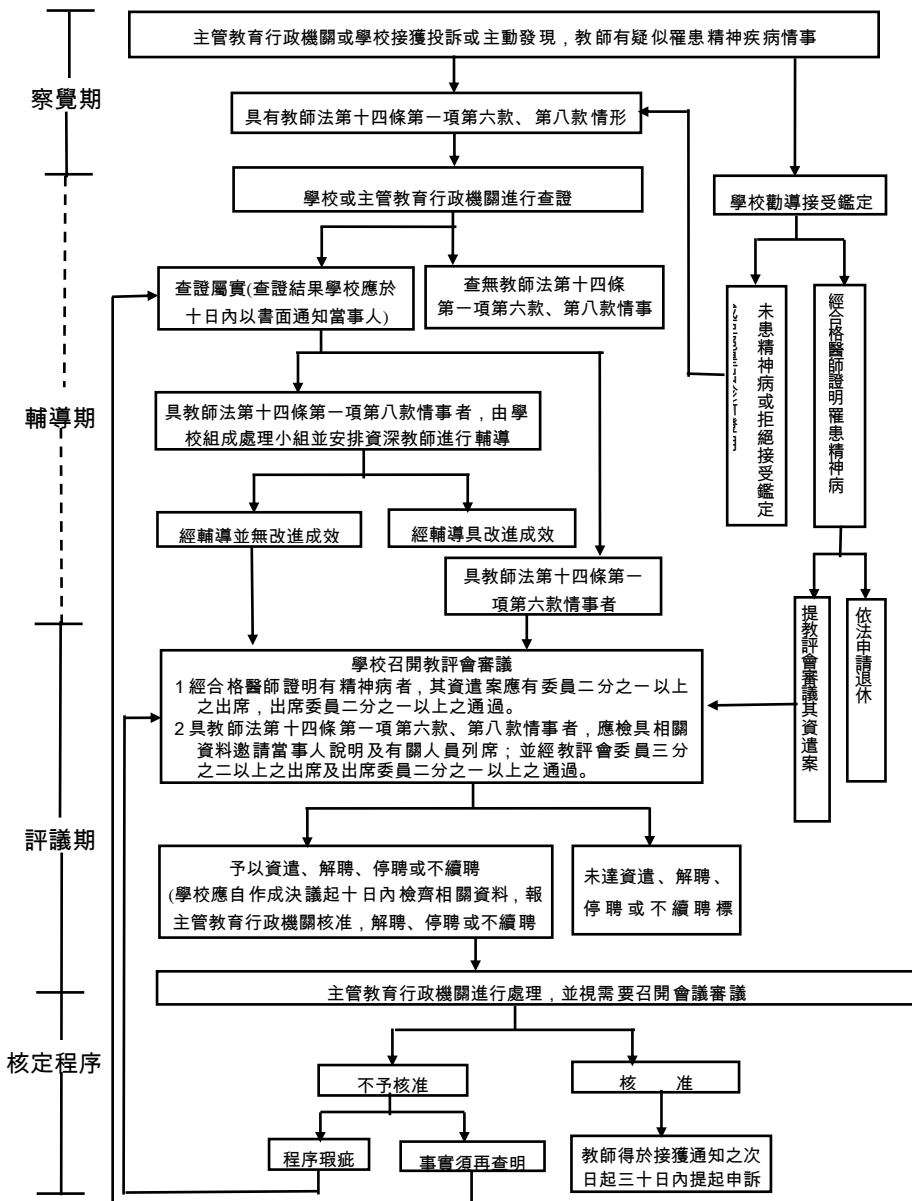 主管教育行政機關或學校接獲投訴或主動發現，教師有疑似罹患精神疾病情事
察覺期
具有教師法第十四條第一項第六款、第八款情形
學校或主管教育行政機關進行查證
學校勸導接受鑑定
查證屬實(查證結果學校應於
十日內以書面通知當事人)
查無教師法第十四條
第一項第六款、第八款情事
未患精神病或拒絕接受鑑定
經合格醫師證明罹患精神病
輔導期
具教師法第十四條第一項第八款情事者，由學
校組成處理小組並安排資深教師進行輔導
經輔導並無改進成效
經輔導具改進成效
具教師法第十四條第一
項第六款情事者
提教評會審議其資遣案
依法申請退休
學校召開教評會審議
1 經合格醫師證明有精神病者，其資遣案應有委員二分之一以上
之出席，出席委員二分之一以上之通過。
2 具教師法第十四條第一項第六款、第八款情事者，應檢具相關
資料邀請當事人說明及有關人員列席；並經教評會委員三分
之二以上之出席及出席委員二分之一以上之通過。
評議期
予以資遣、解聘、停聘或不續聘
(學校應自作成決議起十日內檢齊相關資料，報
主管教育行政機關核准，解聘、停聘或不續聘
未達資遣、解聘、
停聘或不續聘標
主管教育行政機關進行處理，並視需要召開會議審議
核定程序
不予核准
核 准
程序瑕疵
事實須再查明
教師得於接獲通知之次
日起三十日內提起申訴